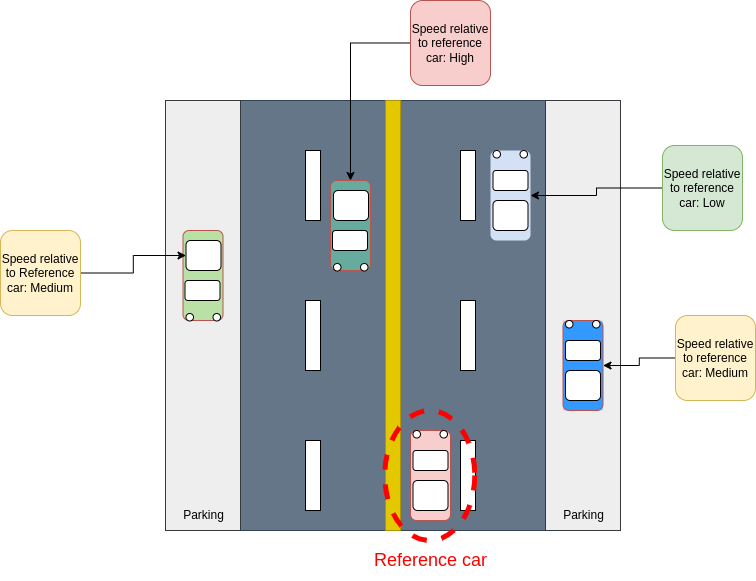 Speed relative
to reference
car: High
Speed relative
to reference
car: Low
Speed relative
to Reference
car: Medium
Speed relative
to reference
car: Medium
Parking
Parking
Reference car